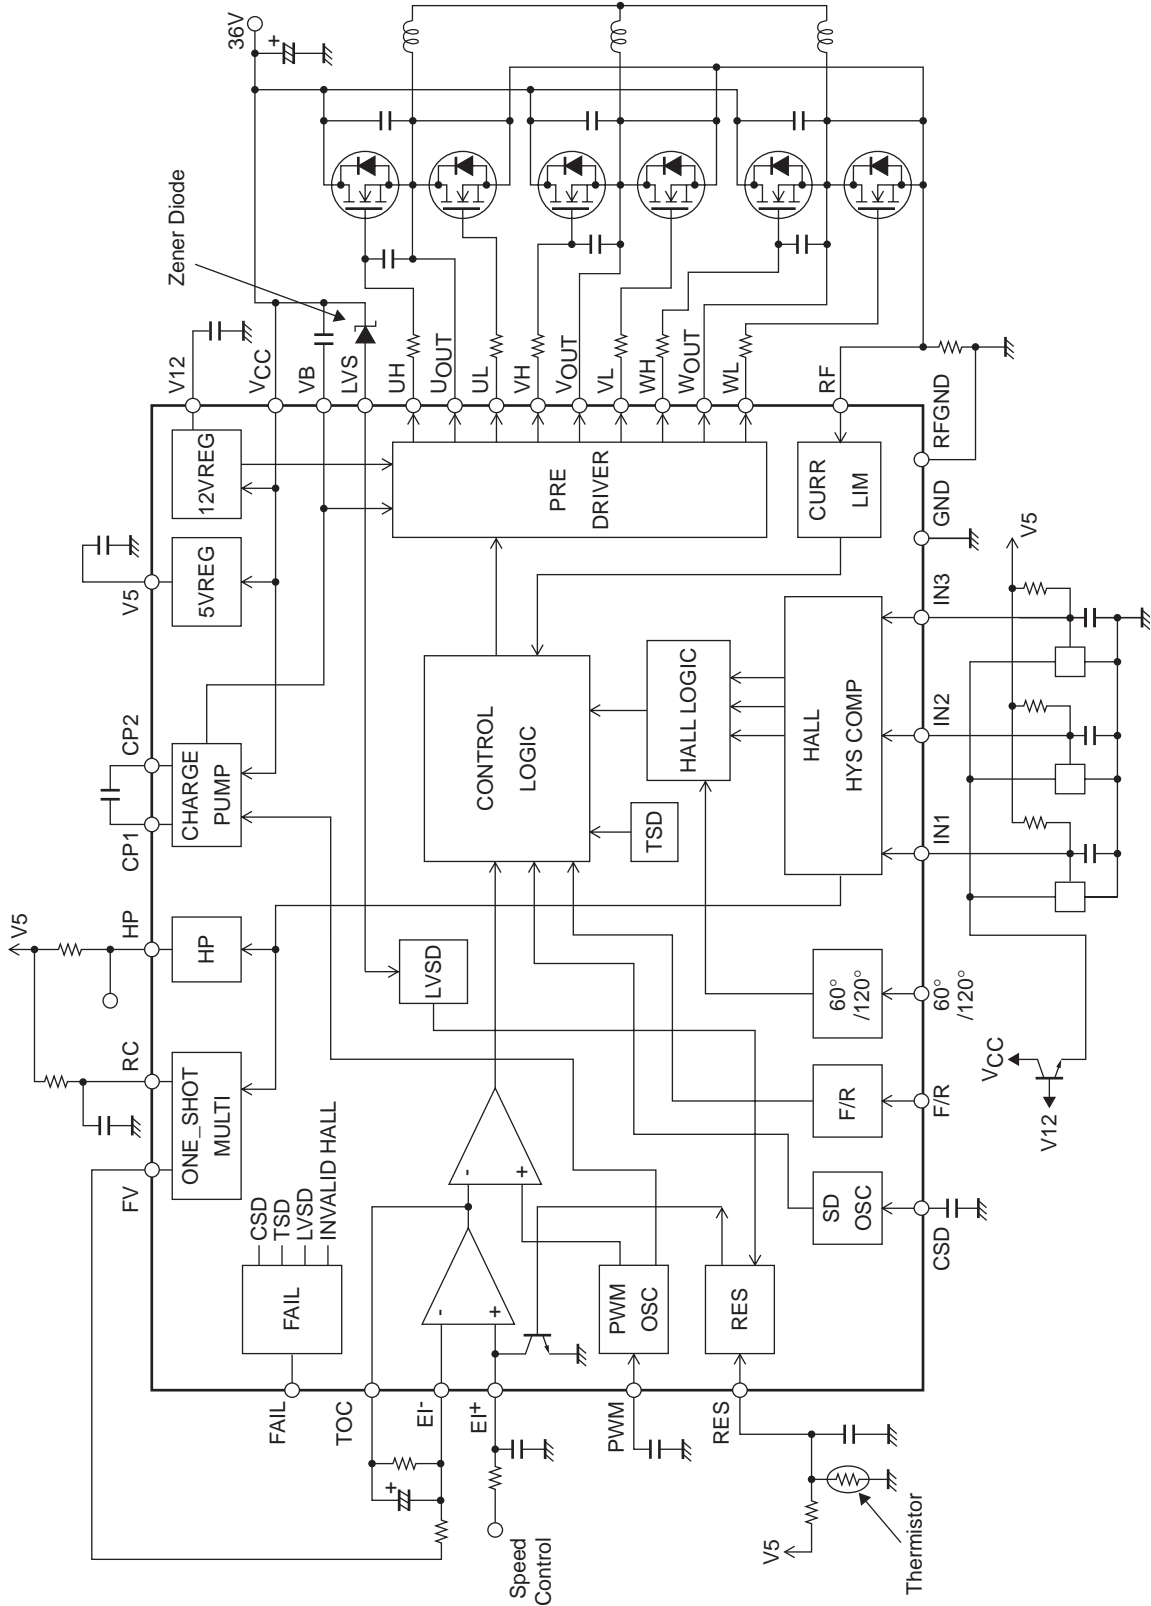 V5
FV
RC
HP
CP1
CP2
V5
ONE_SHOT
MULTI
HP
CHARGE
PUMP
5VREG
12VREG
V12
Zener Diode
36V
+
CSD
TSD
LVSD
INVALID HALL
FAIL
FAIL
VCC
VB
LVS
TOC
+
EI-
EI+
Speed
Control
-
+
-
+
LVSD
CONTROL
LOGIC
PRE
DRIVER
UH
UOUT
UL
VH
VOUT
VL
WH
WOUT
WL
PWM
PWM
OSC
TSD
HALL LOGIC
RES
RES
V5
Thermistor
SD
OSC
F/R
60°
/120°
HALL
HYS COMP
CURR
LIM
RF
CSD
F/R
60°
/120°
IN1
IN2
IN3
GND
RFGND
VCC
V12
V5